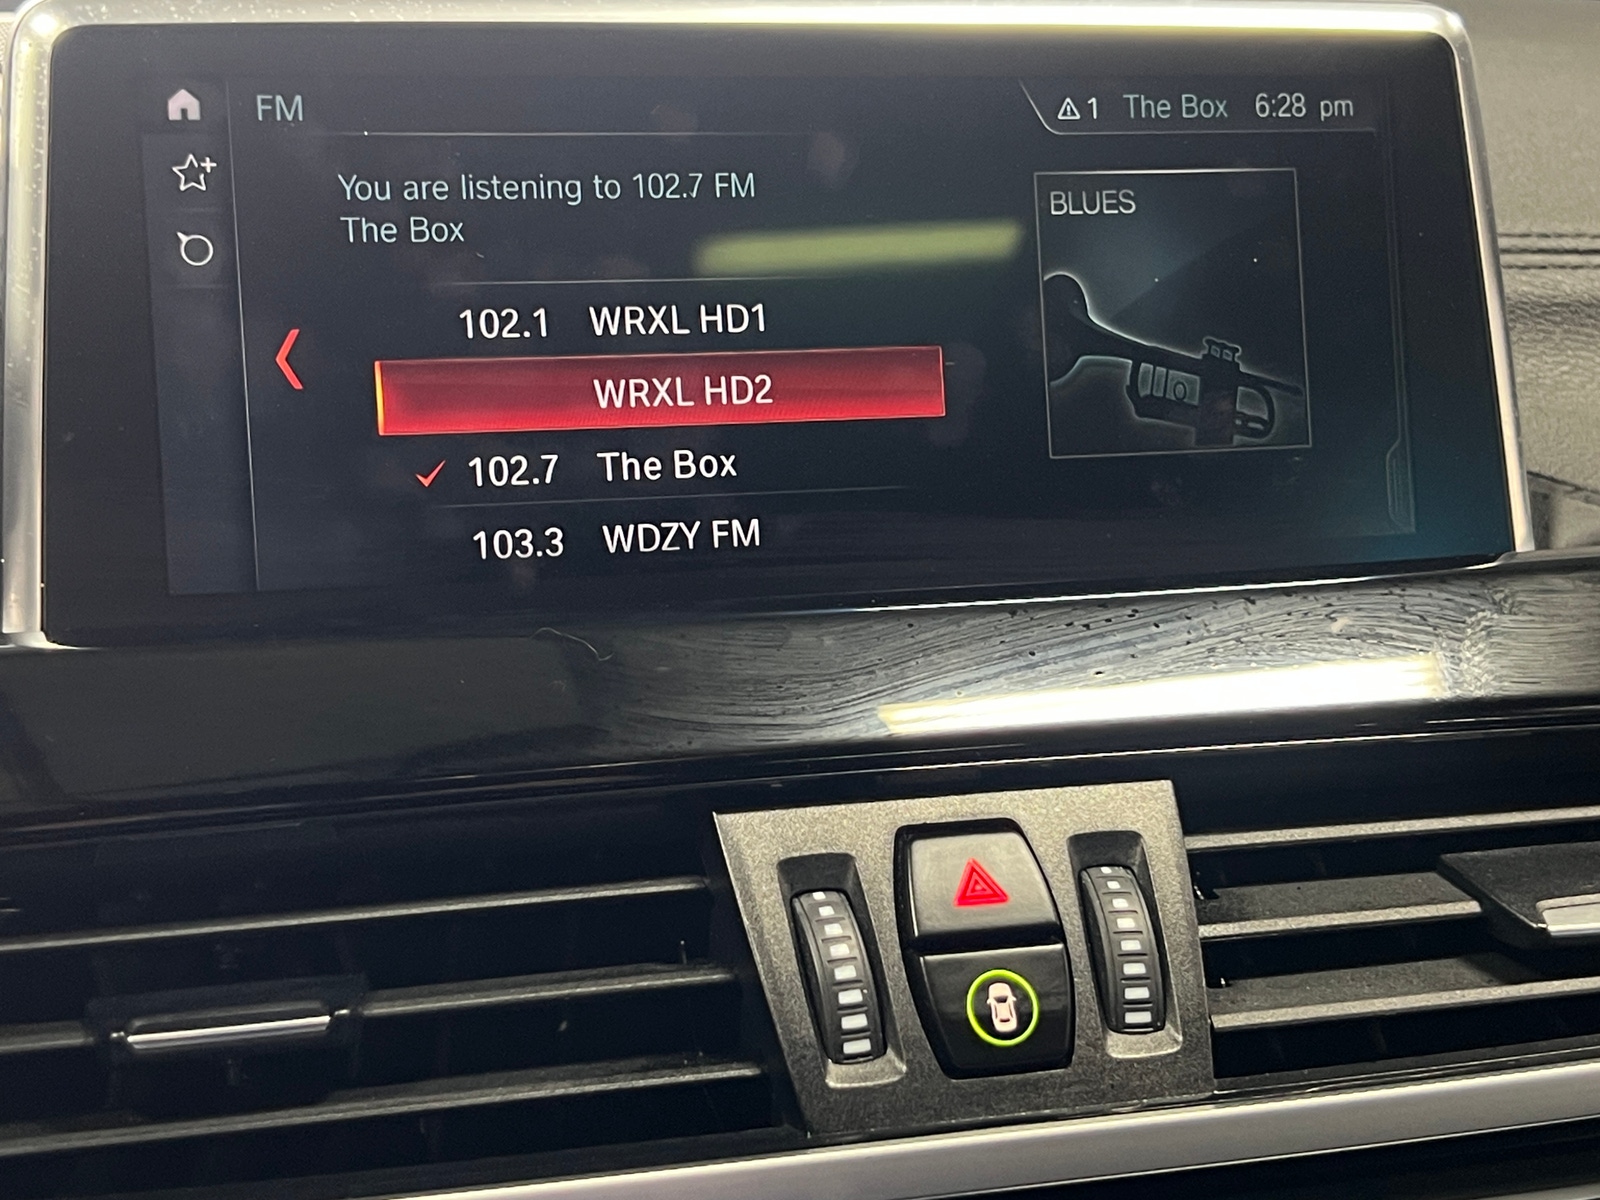 FM
1 The Box 6:28 pm
You are listening to 102.7 FM
The Box
BLUES
102.1 WRXL HD1
WRXL HD2
102.7 The Box
103.3 WDZY FM